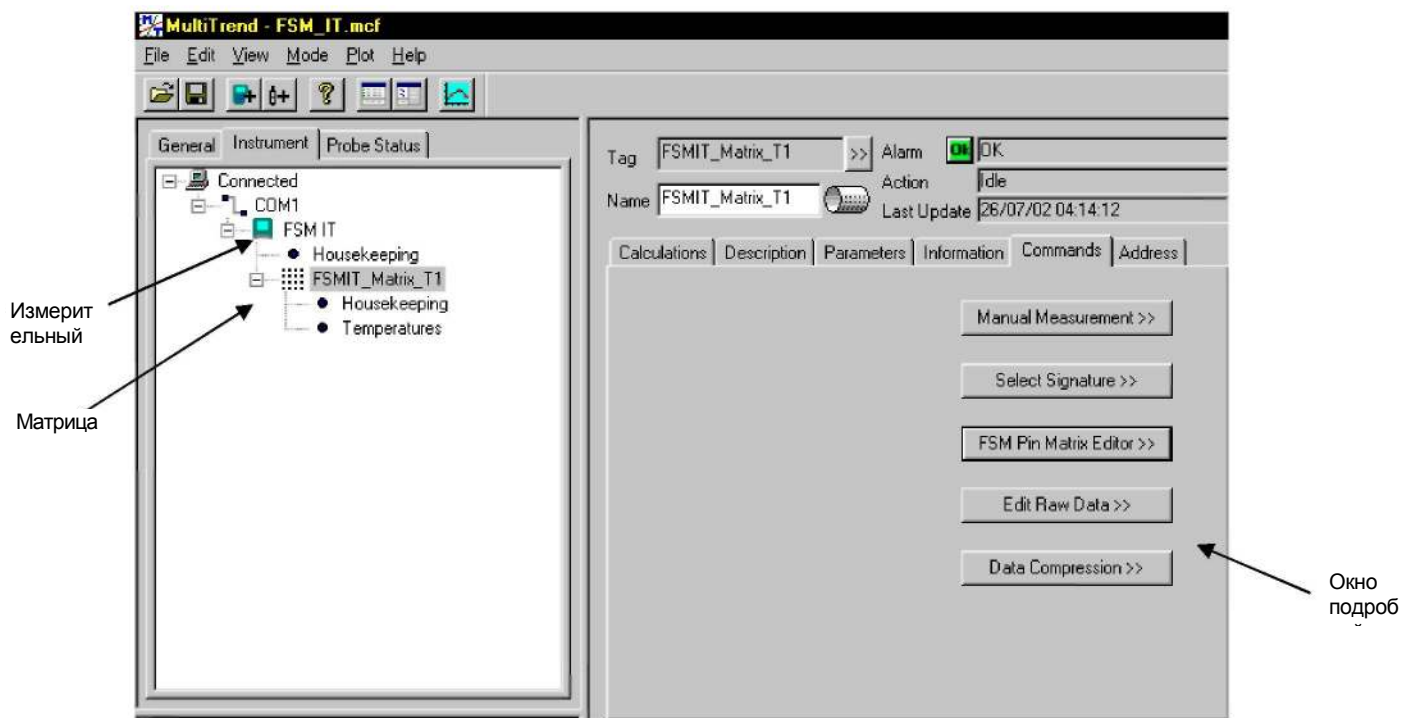 MultiTrend - FSM_IT.mcf
File Edit View Mode Plot Help
General Instrument Probe Status
Connected
COM1
FSM IT
Housekeeping
FSMIT_Matrix_T1
Housekeeping
Temperatures
Измерит
ельный
Матрица
Tag FSMIT_Matrix_T1 >> Alarm Ok OK
Action Idle
Name FSMIT_Matrix_T1
Last Update 26/07/02 04:14:12
Calculations Description Parameters Information Commands Address
Manual Measurement >>
Select Signature >>
FSM Pin Matrix Editor >>
Edit Raw Data >>
Data Compression >>
Окно
подроб